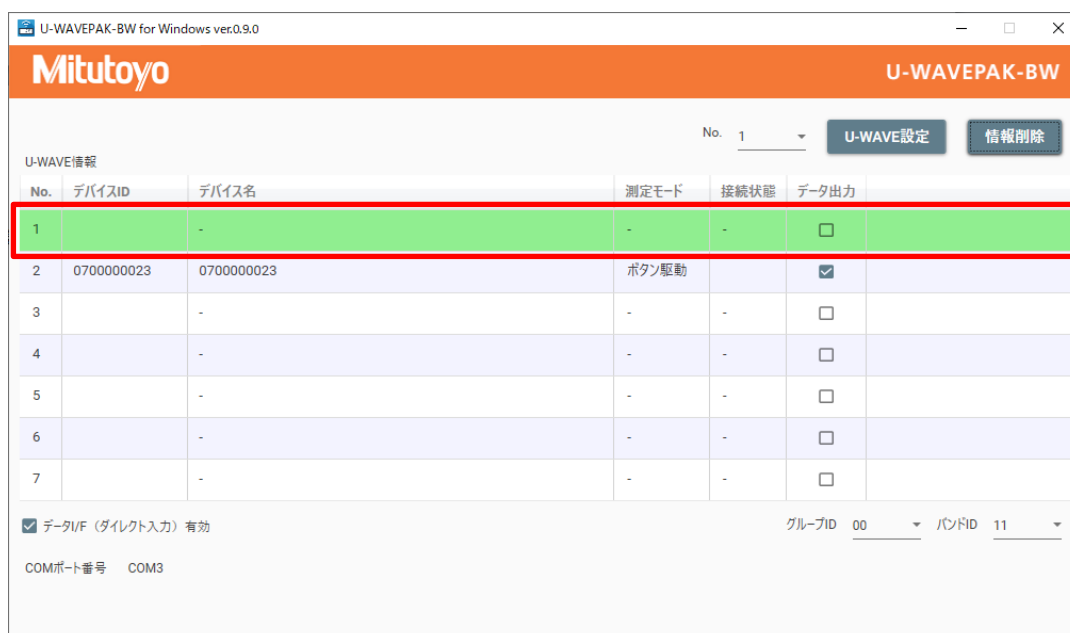 U-WAVEPAK-BW for Windows ver.0.9.0
Mitutoyo U-WAVEPAK-BW
No. 1 U-WAVE設定 情報削除
U-WAVE情報
No. デバイスID デバイス名 測定モード 接続状態 データ出力
1 - - -
2 0700000023 0700000023 ボタン駆動
3 - - -
4 - - -
5 - - -
6 - - -
7 - - -
データI/F（ダイレクト入力）有効 グループID 00 バンドID 11
COMポート番号 COM3